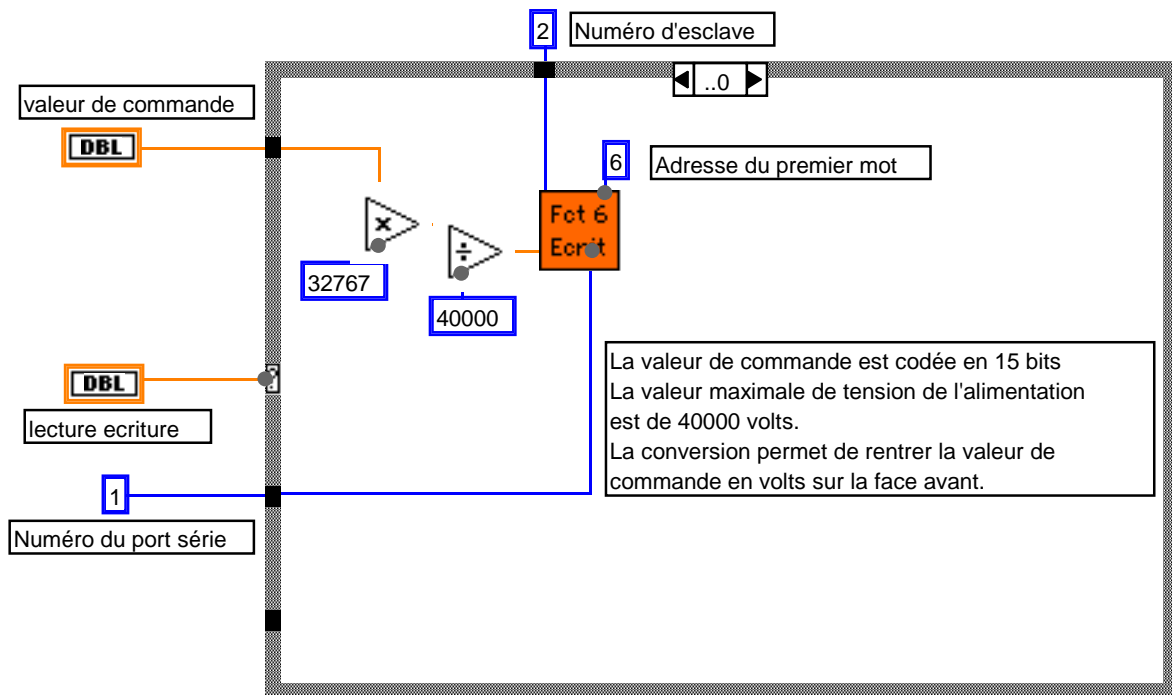 2
Numéro d'esclave
..0
valeur de commande
DBL
6
Adresse du premier mot
x
Fct 6
Ecrit
÷
32767
40000
La valeur de commande est codée en 15 bits
La valeur maximale de tension de l'alimentation
est de 40000 volts.
La conversion permet de rentrer la valeur de
commande en volts sur la face avant.
DBL
?
lecture ecriture
1
Numéro du port série